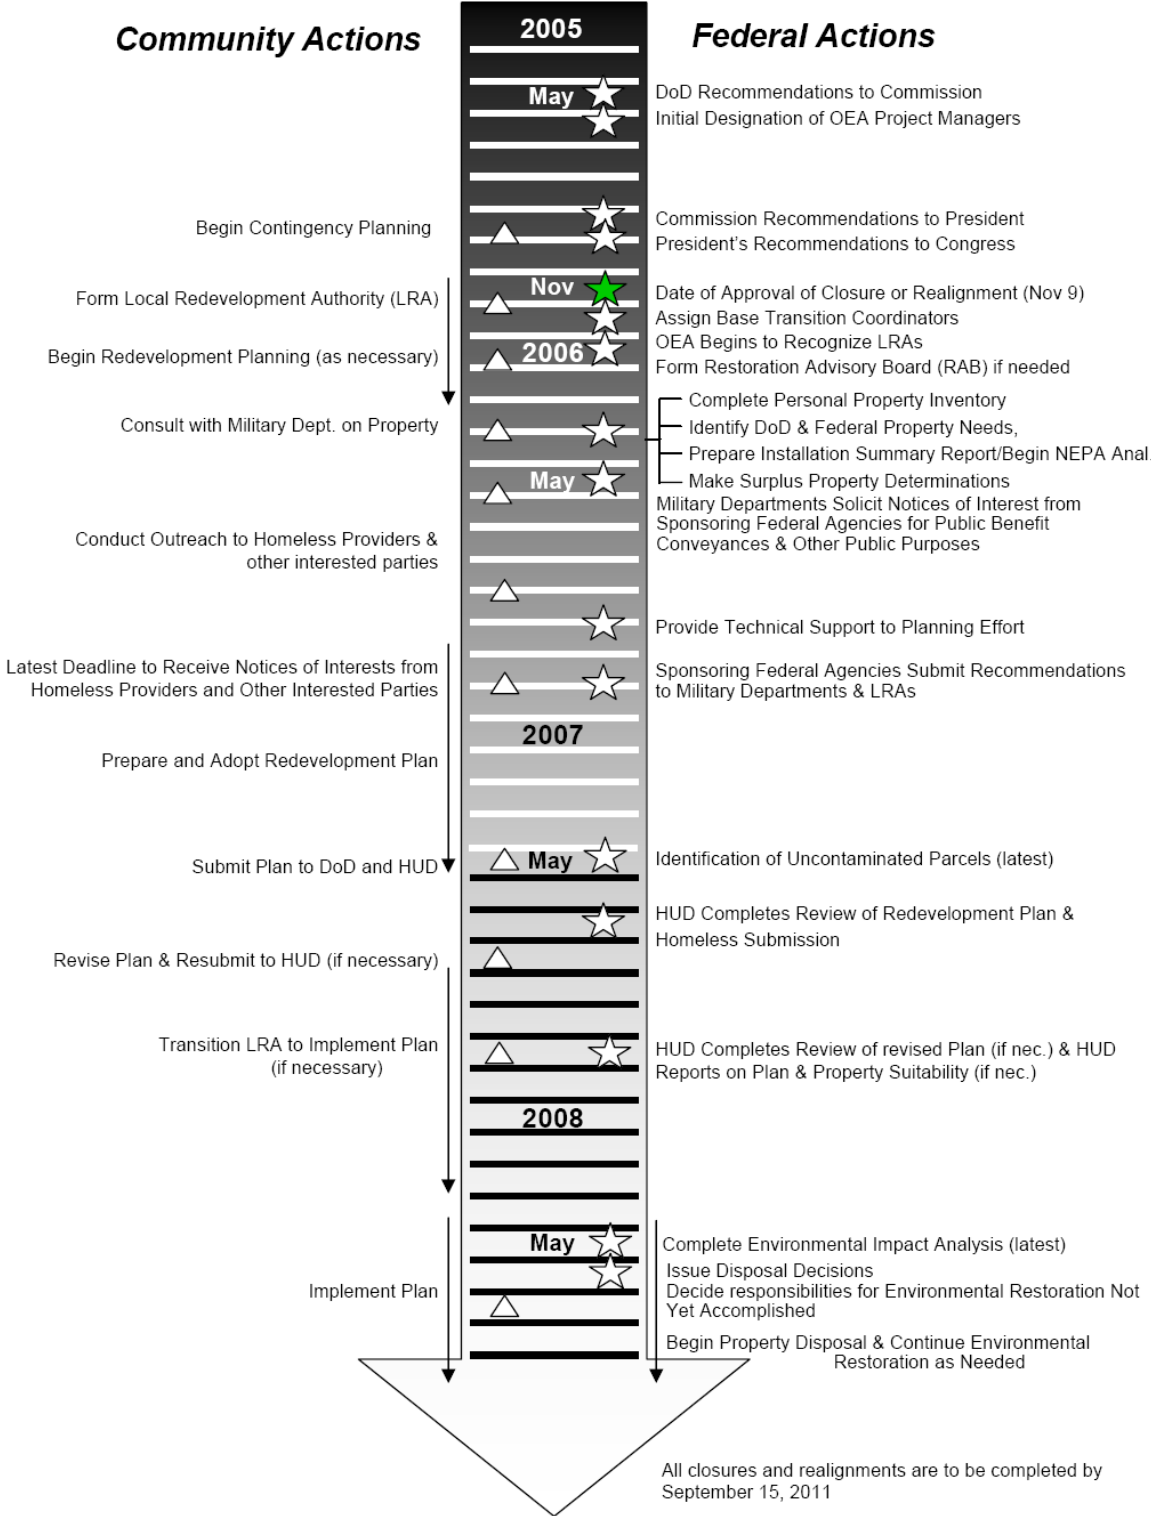 Community Actions
2005
Federal Actions
May
DoD Recommendations to Commission
Initial Designation of OEA Project Managers
Begin Contingency Planning
Commission Recommendations to President
President's Recommendations to Congress
Form Local Redevelopment Authority (LRA)
Nov
Date of Approval of Closure or Realignment (Nov 9)
Assign Base Transition Coordinators
Begin Redevelopment Planning (as necessary)
2006
OEA Begins to Recognize LRAs
Form Restoration Advisory Board (RAB) if needed
Consult with Military Dept. on Property
Complete Personal Property Inventory
Identify DoD & Federal Property Needs,
Prepare Installation Summary Report/Begin NEPA Anal.
Make Surplus Property Determinations
May
Military Departments Solicit Notices of Interest from
Sponsoring Federal Agencies for Public Benefit
Conveyances & Other Public Purposes
Conduct Outreach to Homeless Providers &
other interested parties
Provide Technical Support to Planning Effort
Latest Deadline to Receive Notices of Interests from
Homeless Providers and Other Interested Parties
Sponsoring Federal Agencies Submit Recommendations
to Military Departments & LRAs
2007
Prepare and Adopt Redevelopment Plan
Submit Plan to DoD and HUD
May
Identification of Uncontaminated Parcels (latest)
HUD Completes Review of Redevelopment Plan &
Homeless Submission
Revise Plan & Resubmit to HUD (if necessary)
Transition LRA to Implement Plan
(if necessary)
HUD Completes Review of revised Plan (if nec.) & HUD
Reports on Plan & Property Suitability (if nec.)
2008
May
Complete Environmental Impact Analysis (latest)
Issue Disposal Decisions
Implement Plan
Decide responsibilities for Environmental Restoration Not
Yet Accomplished
Begin Property Disposal & Continue Environmental
Restoration as Needed
All closures and realignments are to be completed by
September 15, 2011